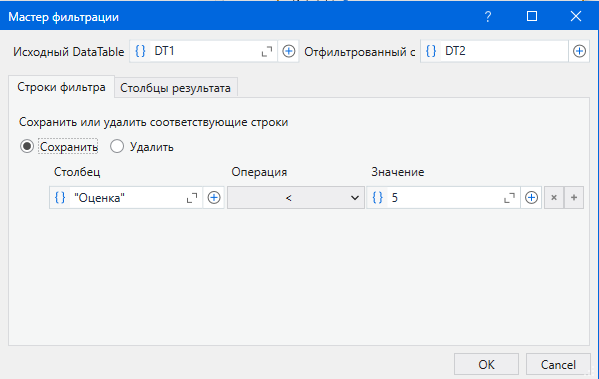 Мастер фильтрации ?
Исходный DataTable {} DT1 Отфильтрованный с {} DT2
Строки фильтра Столбцы результата
Сохранить или удалить соответствующие строки
Сохранить Удалить
Столбец Операция Значение
{} "Оценка" < {} 5 × +
OK Cancel